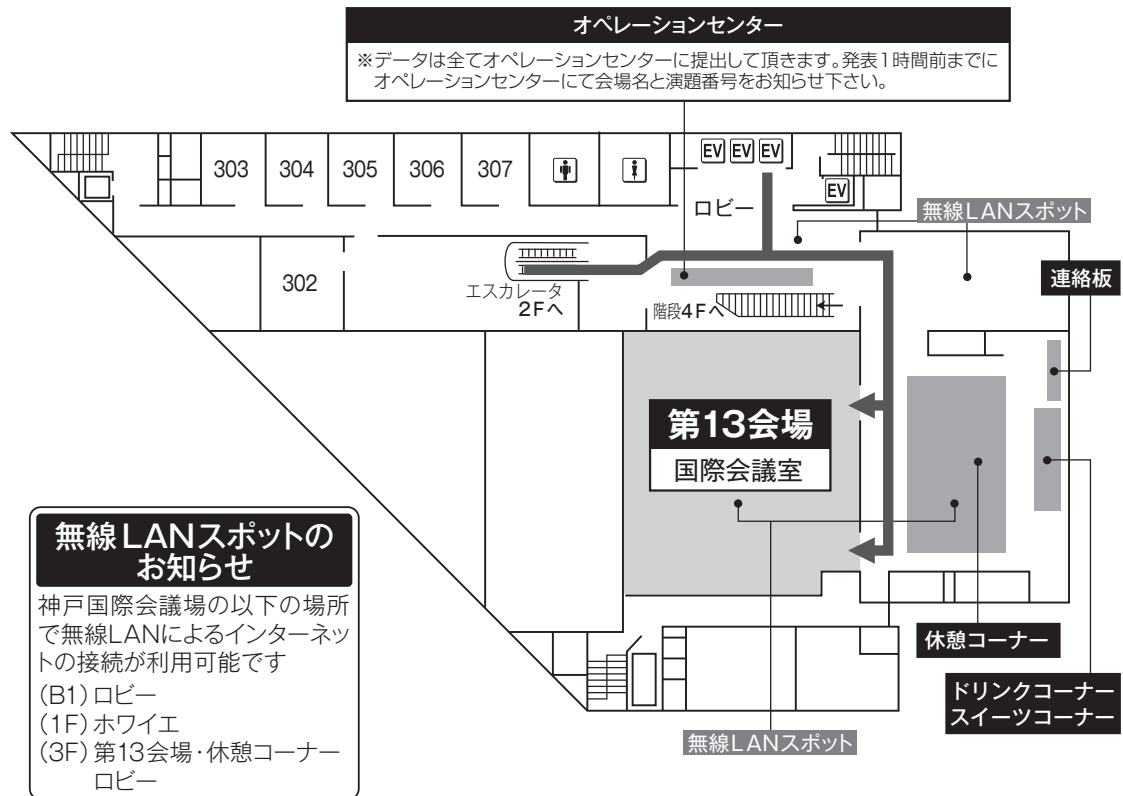 オペレーションセンター
※データは全てオペレーションセンターに提出して頂きます。発表1時間前までに
オペレーションセンターにて会場名と演題番号をお知らせ下さい。
303
304
305
306
307
EV
EV
EV
EV
ロビー
無線LANスポット
連絡板
302
エスカレータ
2Fへ
階段4Fへ
第13会場
国際会議室
無線LANスポットの
お知らせ
神戸国際会議場の以下の場所
で無線LANによるインターネッ
トの接続が利用可能です
(B1)ロビー
(1F)ホワイエ
(3F)第13会場・休憩コーナー
ロビー
休憩コーナー
ドリンクコーナー
スイーツコーナー
無線LANスポット